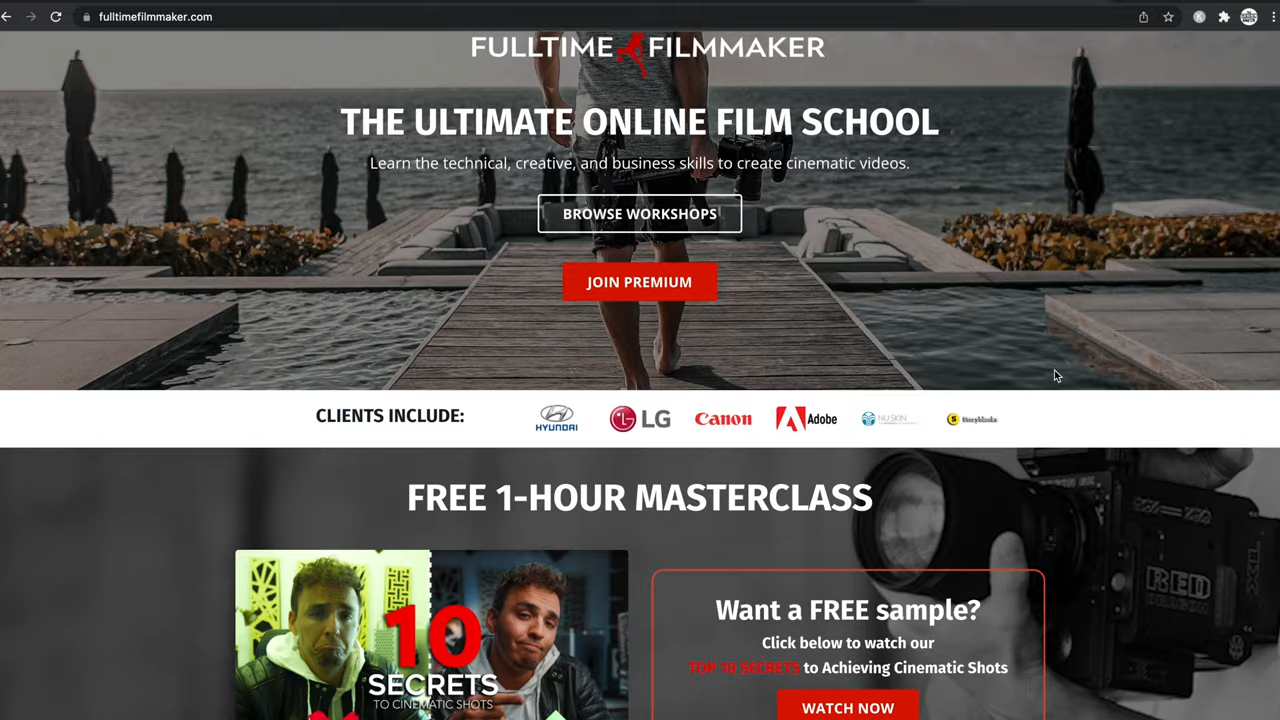 fulltimefilmmaker.com
FULLTIME FILMMAKER
THE ULTIMATE ONLINE FILM SCHOOL
Learn the technical, creative, and business skills to create cinematic videos.
BROWSE WORKSHOPS
JOIN PREMIUM
CLIENTS INCLUDE:
HYUNDAI
LG
Canon
Adobe
NU SKIN
Storyblocks
FREE 1-HOUR MASTERCLASS
10
SECRETS
TO CINEMATIC SHOTS
Want a FREE sample?
Click below to watch our
TOP 10 SECRETS to Achieving Cinematic Shots
WATCH NOW
RED